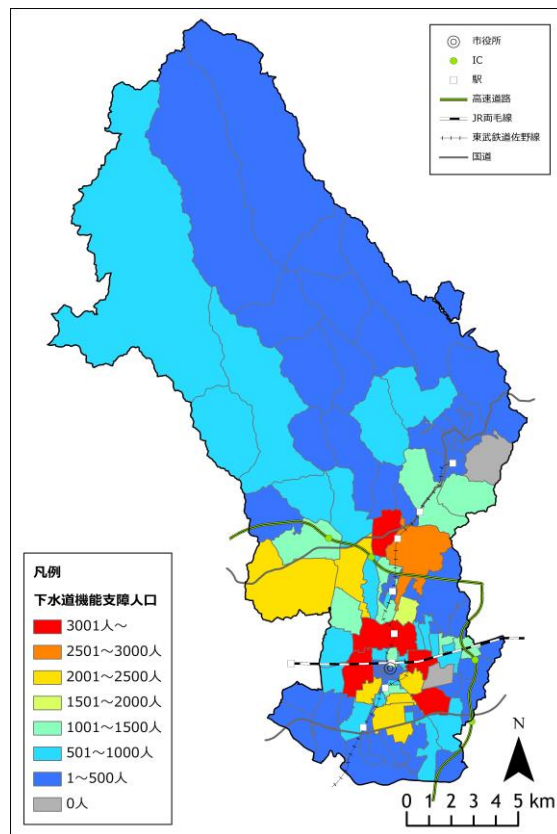 市役所
IC
駅
高速道路
JR両毛線
東武鉄道佐野線
国道
凡例
下水道機能支障人口
3001人～
2501～3000人
2001～2500人
1501～2000人
1001～1500人
501～1000人
1～500人
0人
N
0 1 2 3 4 5 km